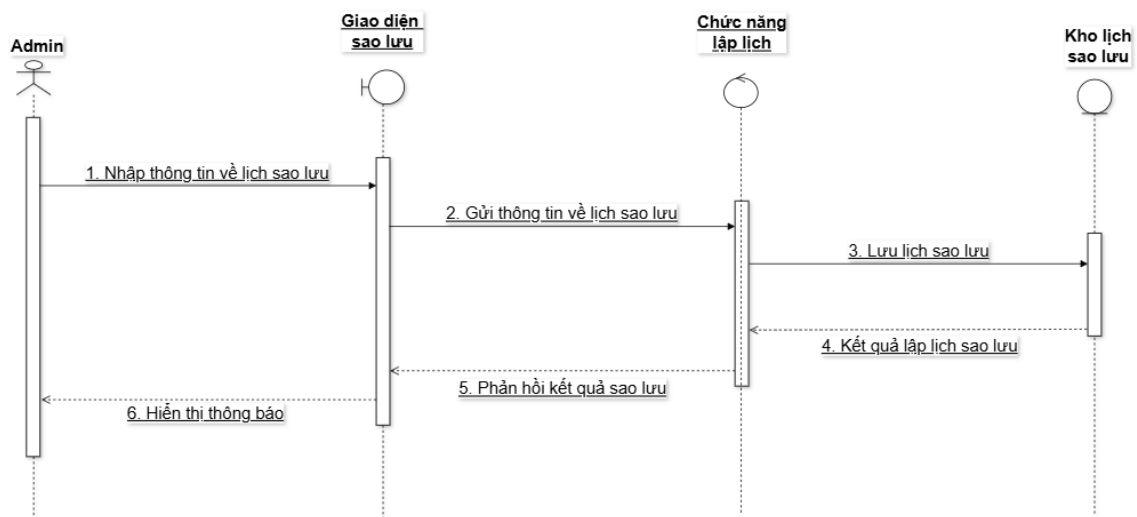 Admin
Giao diện
sao lưu
Chức năng
lập lịch
Kho lịch
sao lưu
1. Nhập thông tin về lịch sao lưu
2. Gửi thông tin về lịch sao lưu
3. Lưu lịch sao lưu
4. Kết quả lập lịch sao lưu
5. Phản hồi kết quả sao lưu
6. Hiển thị thông báo